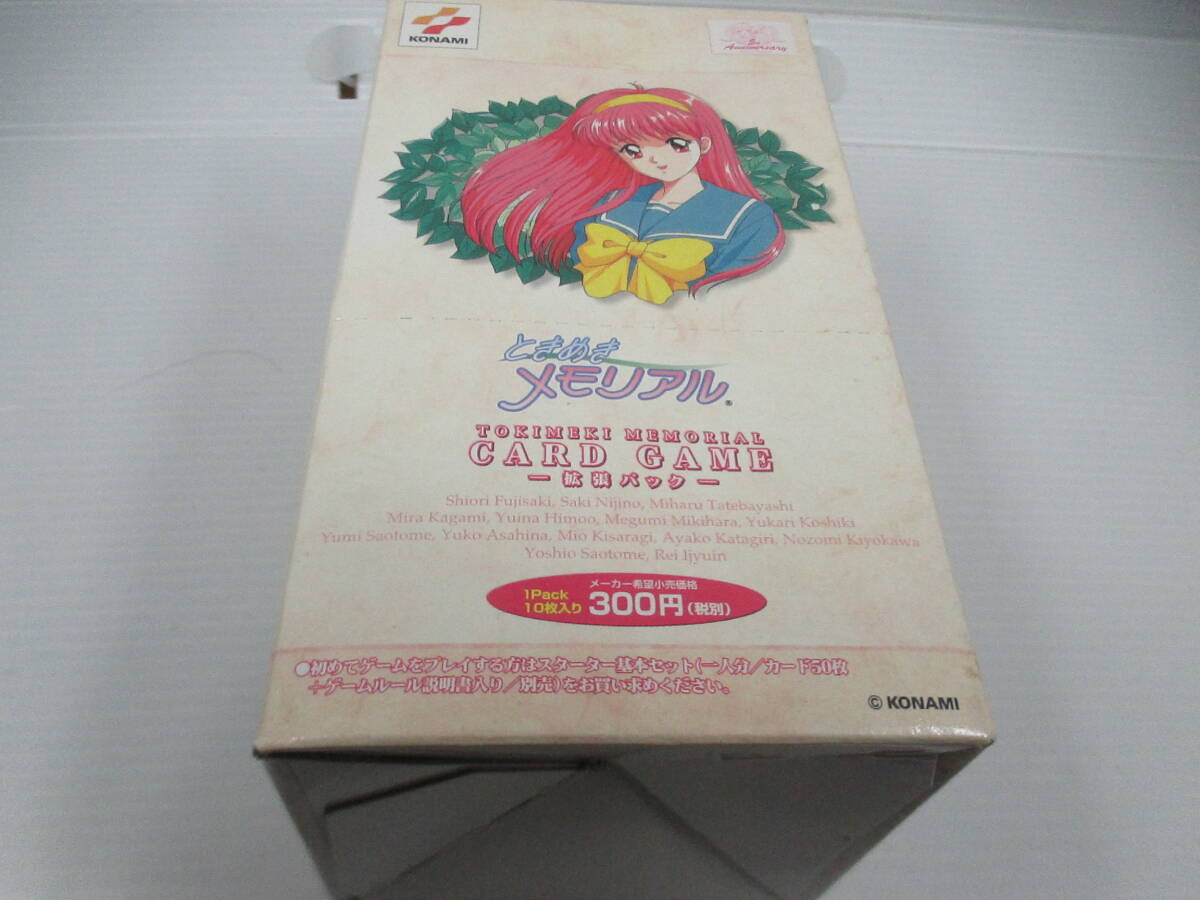 KONAMI
Anniversary
ときめき
メモリアル®
TOKIMEKI MEMORIAL
CARD GAME
ー拡張パックー
Shiori Fujisaki, Saki Nijino, Miharu Tatebayashi
Mira Kagami, Yuina Himoo, Megumi Mikihara, Yukari Koshiki
Yumi Saotome, Yuko Asahina, Mio Kisaragi, Ayako Katagiri, Nozomi Kiyokawa
Yoshio Saotome, Rei Ijyuin
メーカー希望小売価格
1Pack
10枚入り 300円(税別)
●初めてゲームをプレイする方はスターター基本セット(一人分/カード50枚
+ゲームルール説明書入り/別売)をお買い求めください。
©KONAMI